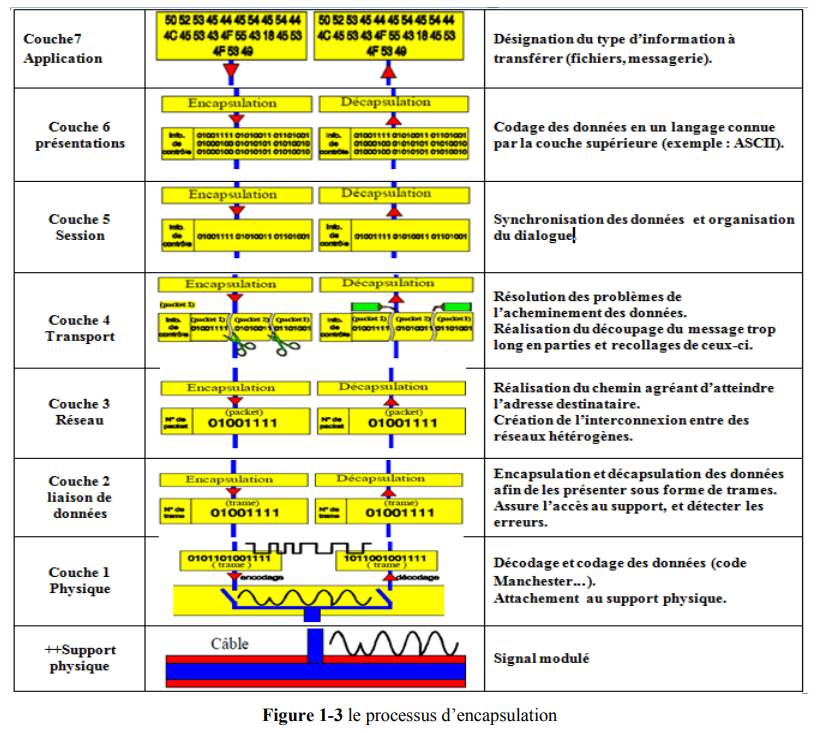 Couche7
Application
50 52 53 45 44 45 54 45 54 44
4C 45 53 43 4F 55 43 18 45 53
4F 53 49
50 52 53 45 44 45 54 45 54 44
4C 45 53 43 4F 55 43 18 45 53
4F 53 49
Désignation du type d'information à
transférer (fichiers, messagerie).
Couche 6
présentations
Encapsulation
Info.
de
contrôle
01001111 01010011 01101001
01000100 01010101 01010010
01000100 01010101 01010010
Décapsulation
Info.
de
contrôle
01001111 01010011 01101001
01000100 01010101 01010010
01000100 01010101 01010010
Codage des données en un langage connue
par la couche supérieure (exemple : ASCII).
Couche 5
Session
Encapsulation
Info.
de
contrôle
01001111 01010011 01101001
Décapsulation
Info.
de
contrôle
01001111 01010011 01101001
Synchronisation des données et organisation
du dialogue
Couche 4
Transport
Encapsulation
(packet 1)
Info.
de
contrôle
(packet 1) (packet 2) (packet 3)
01001111 01010011 01101001
Décapsulation
Info.
de
contrôle
(packet 1) (packet 2) (packet 3)
01001111 01010011 01101001
Résolution des problèmes de
l'acheminement des données.
Réalisation du découpage du message trop
long en parties et recollages de ceux-ci.
Couche 3
Réseau
Encapsulation
N° de
packet
(packet)
01001111
Décapsulation
N° de
packet
(packet)
01001111
Réalisation du chemin agréant d'atteindre
l'adresse destinataire.
Création de l'interconnexion entre des
réseaux hétérogènes.
Couche 2
liaison de
données
Encapsulation
N° de
trame
(trame)
01001111
Décapsulation
N° de
trame
(trame)
01001111
Encapsulation et décapsulation des données
afin de les présenter sous forme de trames.
Assure l'accès au support, et détecter les
erreurs.
Couche 1
Physique
0101101001111
( trame )
encodage
1011001001111
( trame )
décodage
Décodage et codage des données (code
Manchester...).
Attachement au support physique.
++Support
physique
Câble
Signal modulé
Figure 1-3 le processus d'encapsulation